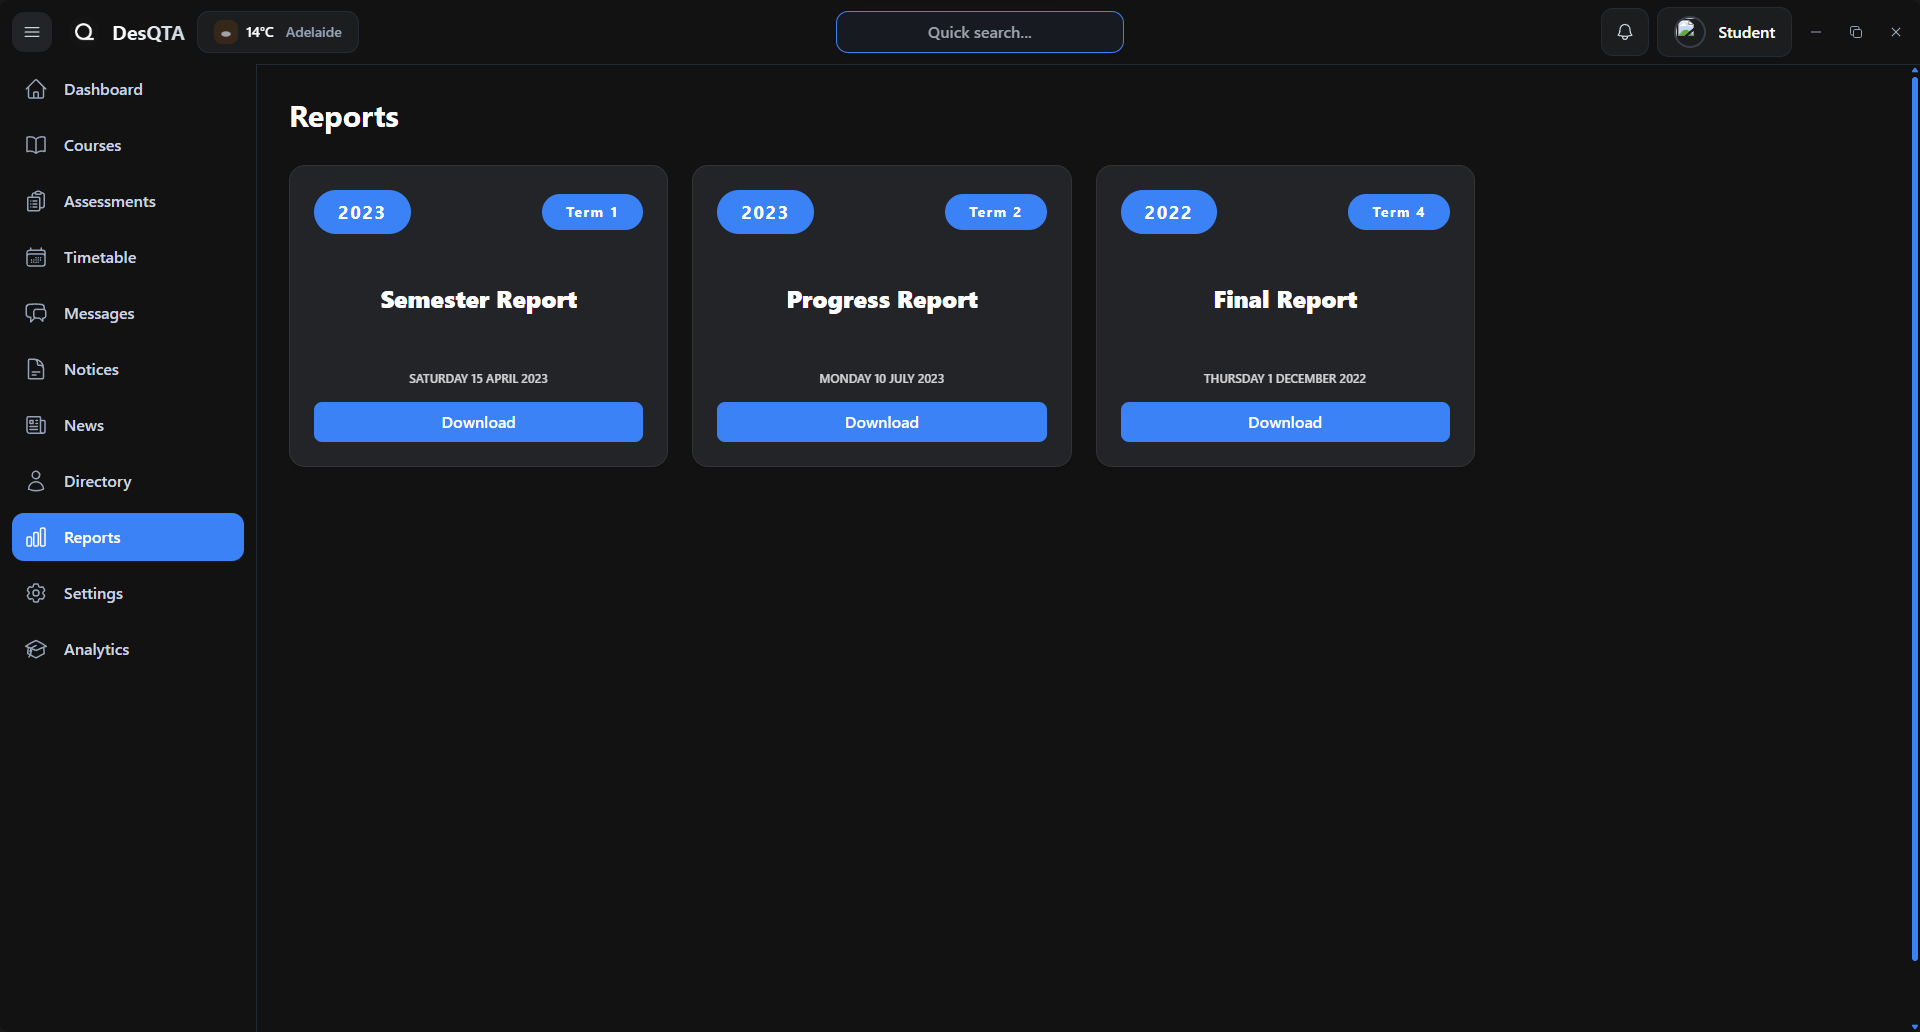 DesQTA
14°C Adelaide
Quick search...
Student
Dashboard
Courses
Assessments
Timetable
Messages
Notices
News
Directory
Reports
Settings
Analytics
Reports
2023 Term 1
Semester Report
SATURDAY 15 APRIL 2023
Download
2023 Term 2
Progress Report
MONDAY 10 JULY 2023
Download
2022 Term 4
Final Report
THURSDAY 1 DECEMBER 2022
Download